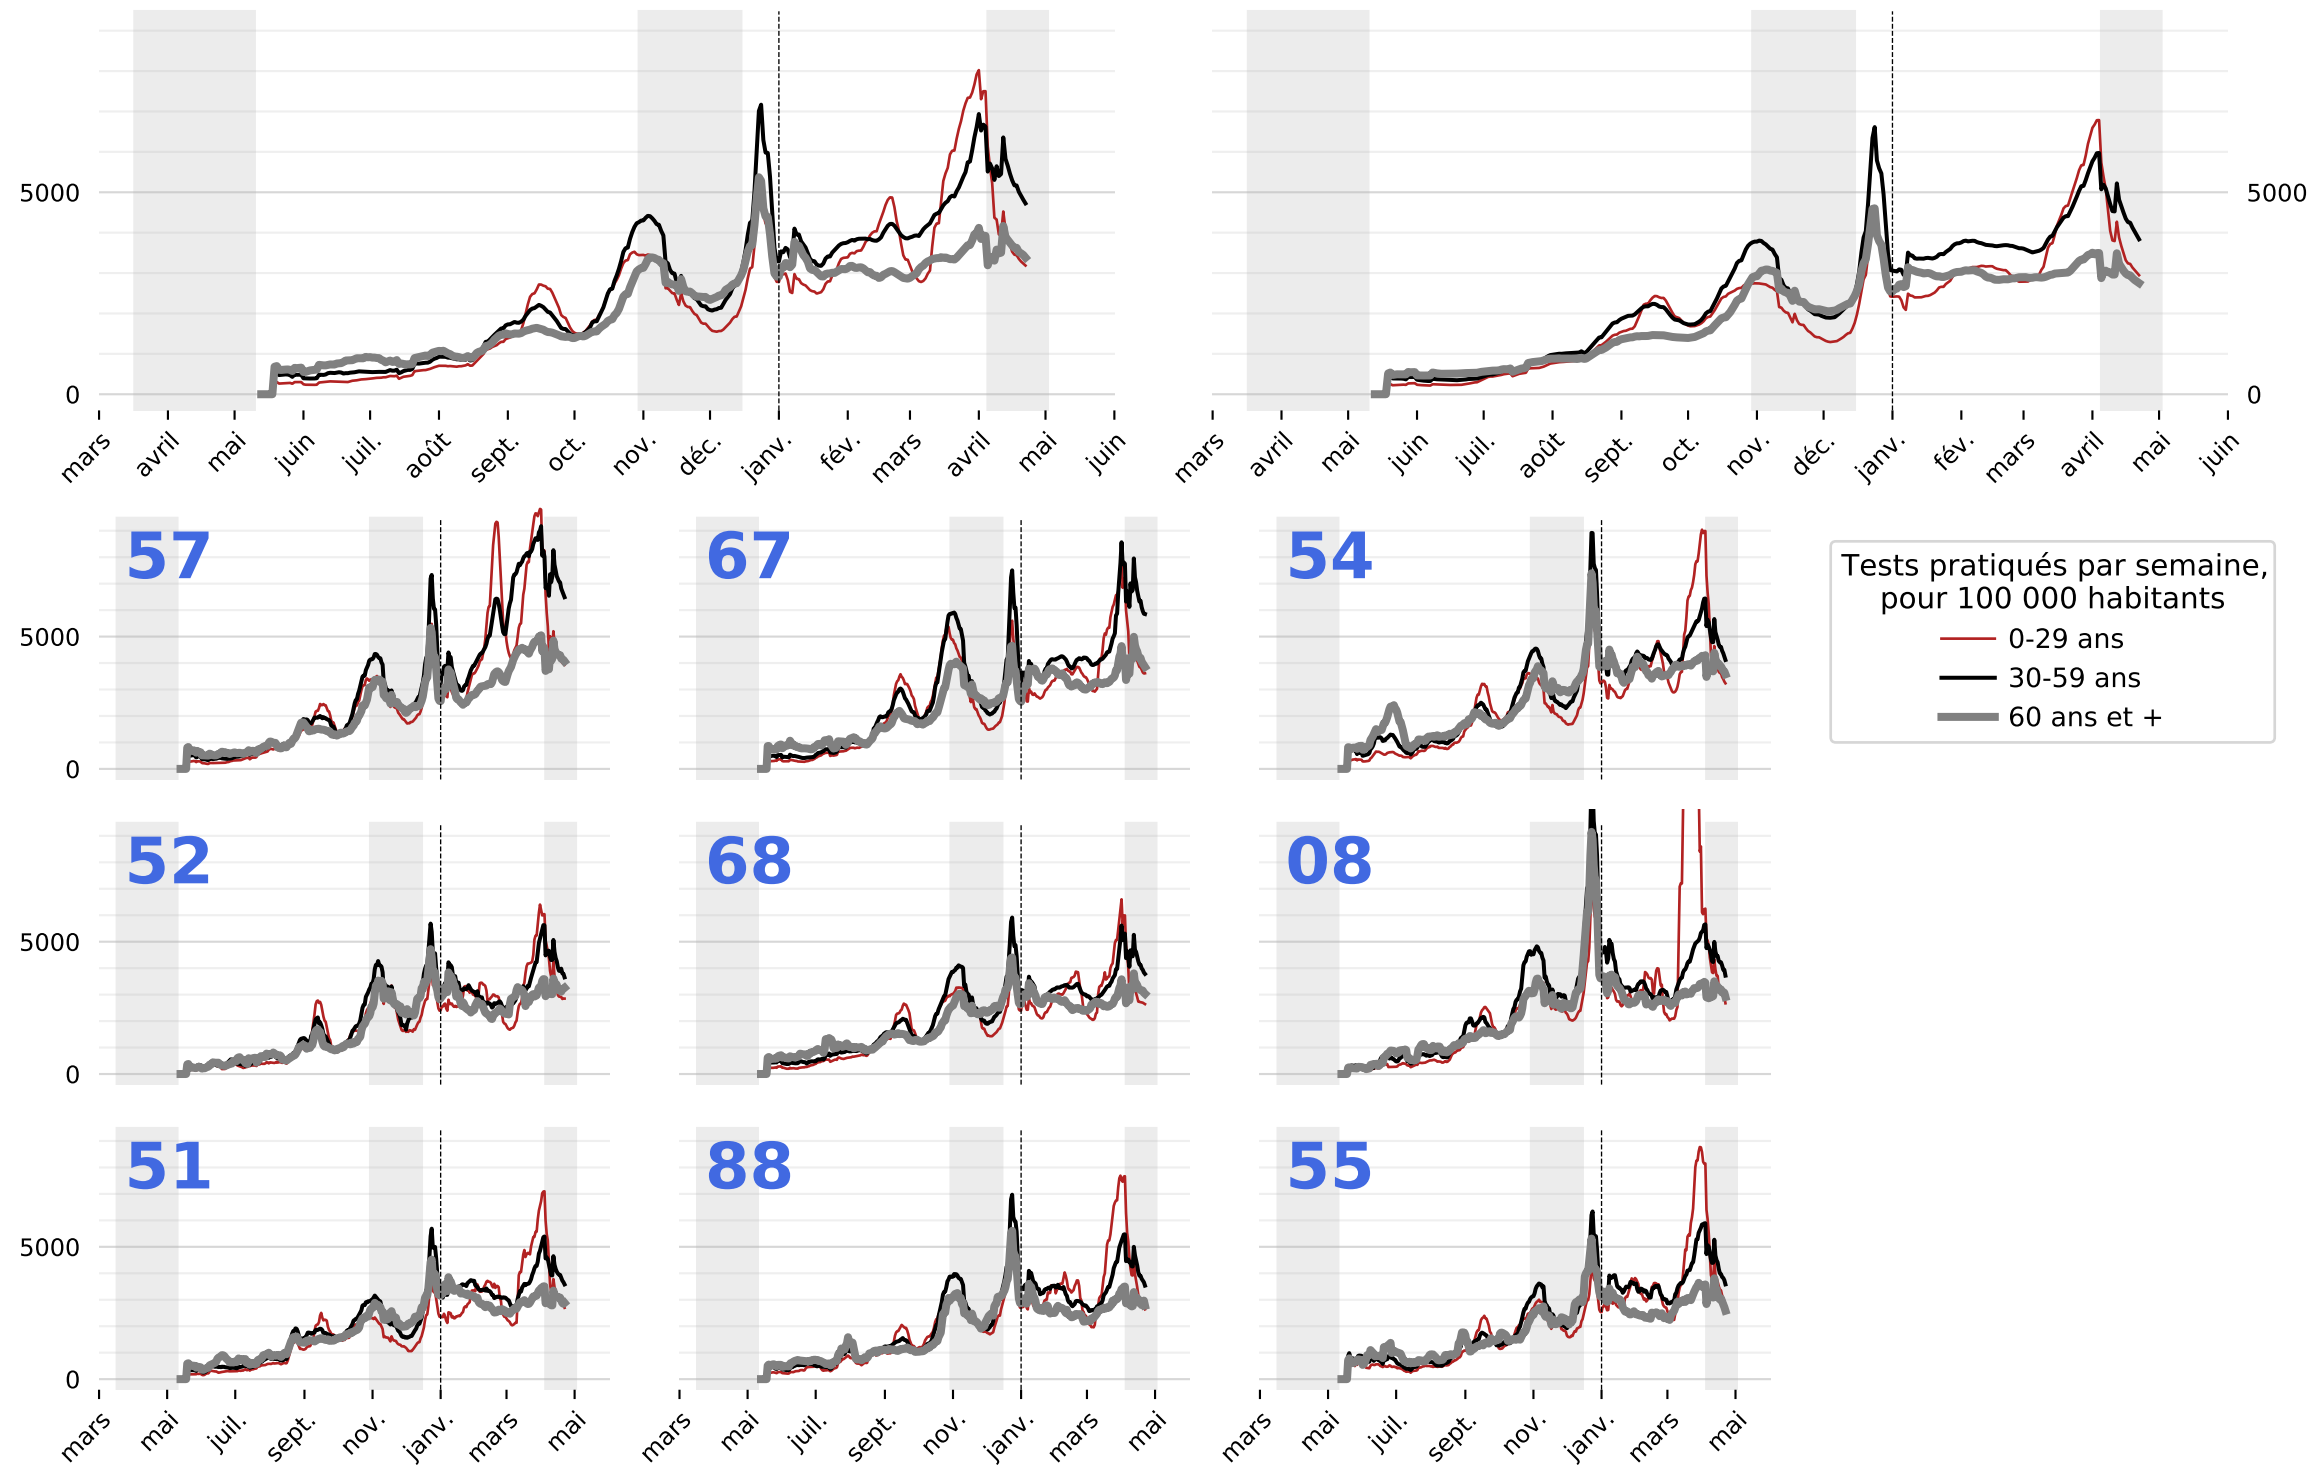 5000
0
mars avril mai juin juil. août sept. oct. nov. déc. janv. fév. mars avril mai juin
5000
0
mars avril mai juin juil. août sept. oct. nov. déc. janv. fév. mars avril mai juin
57
67
54
5000
0
Tests pratiqués par semaine,
pour 100 000 habitants
0-29 ans
30-59 ans
60 ans et +
52
68
08
5000
0
51
88
55
5000
0
mars mai juil. sept. nov. janv. mars mai
mars mai juil. sept. nov. janv. mars mai
mars mai juil. sept. nov. janv. mars mai